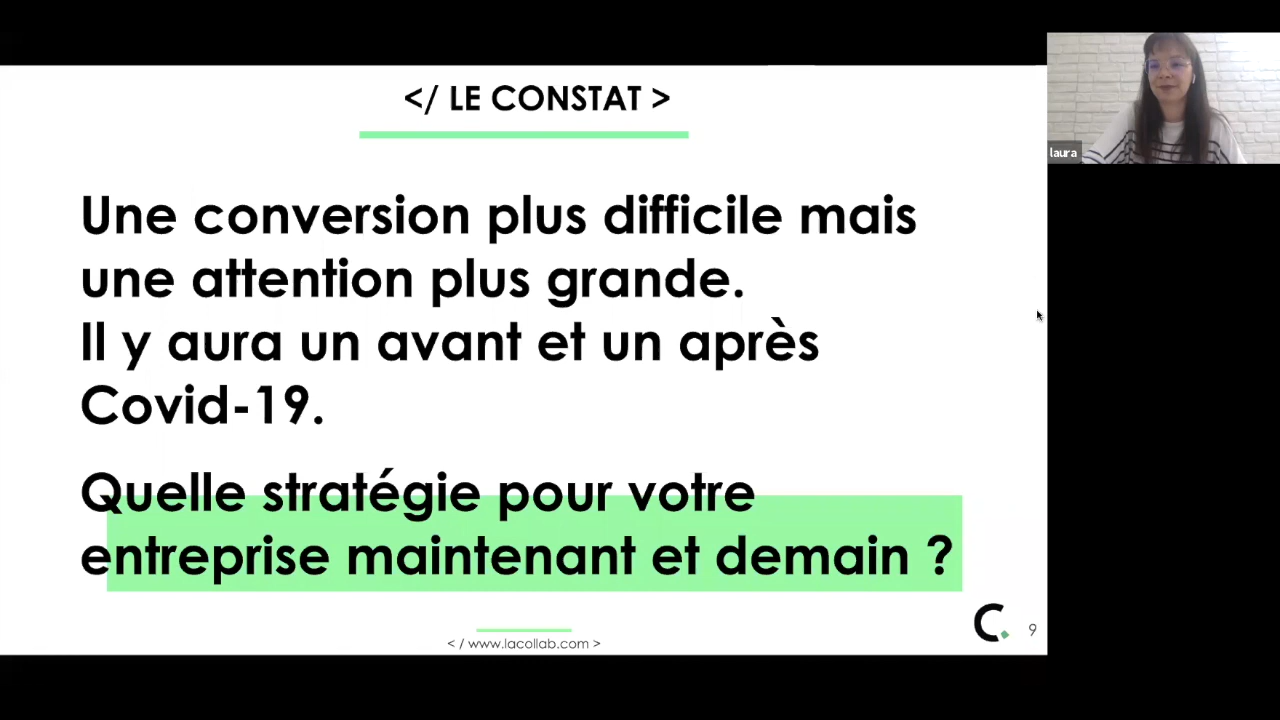 </ LE CONSTAT >
laura
Une conversion plus difficile mais
une attention plus grande.
Il y aura un avant et un après
Covid-19.
Quelle stratégie pour votre
entreprise maintenant et demain ?
C.
9
< / www.lacollab.com >